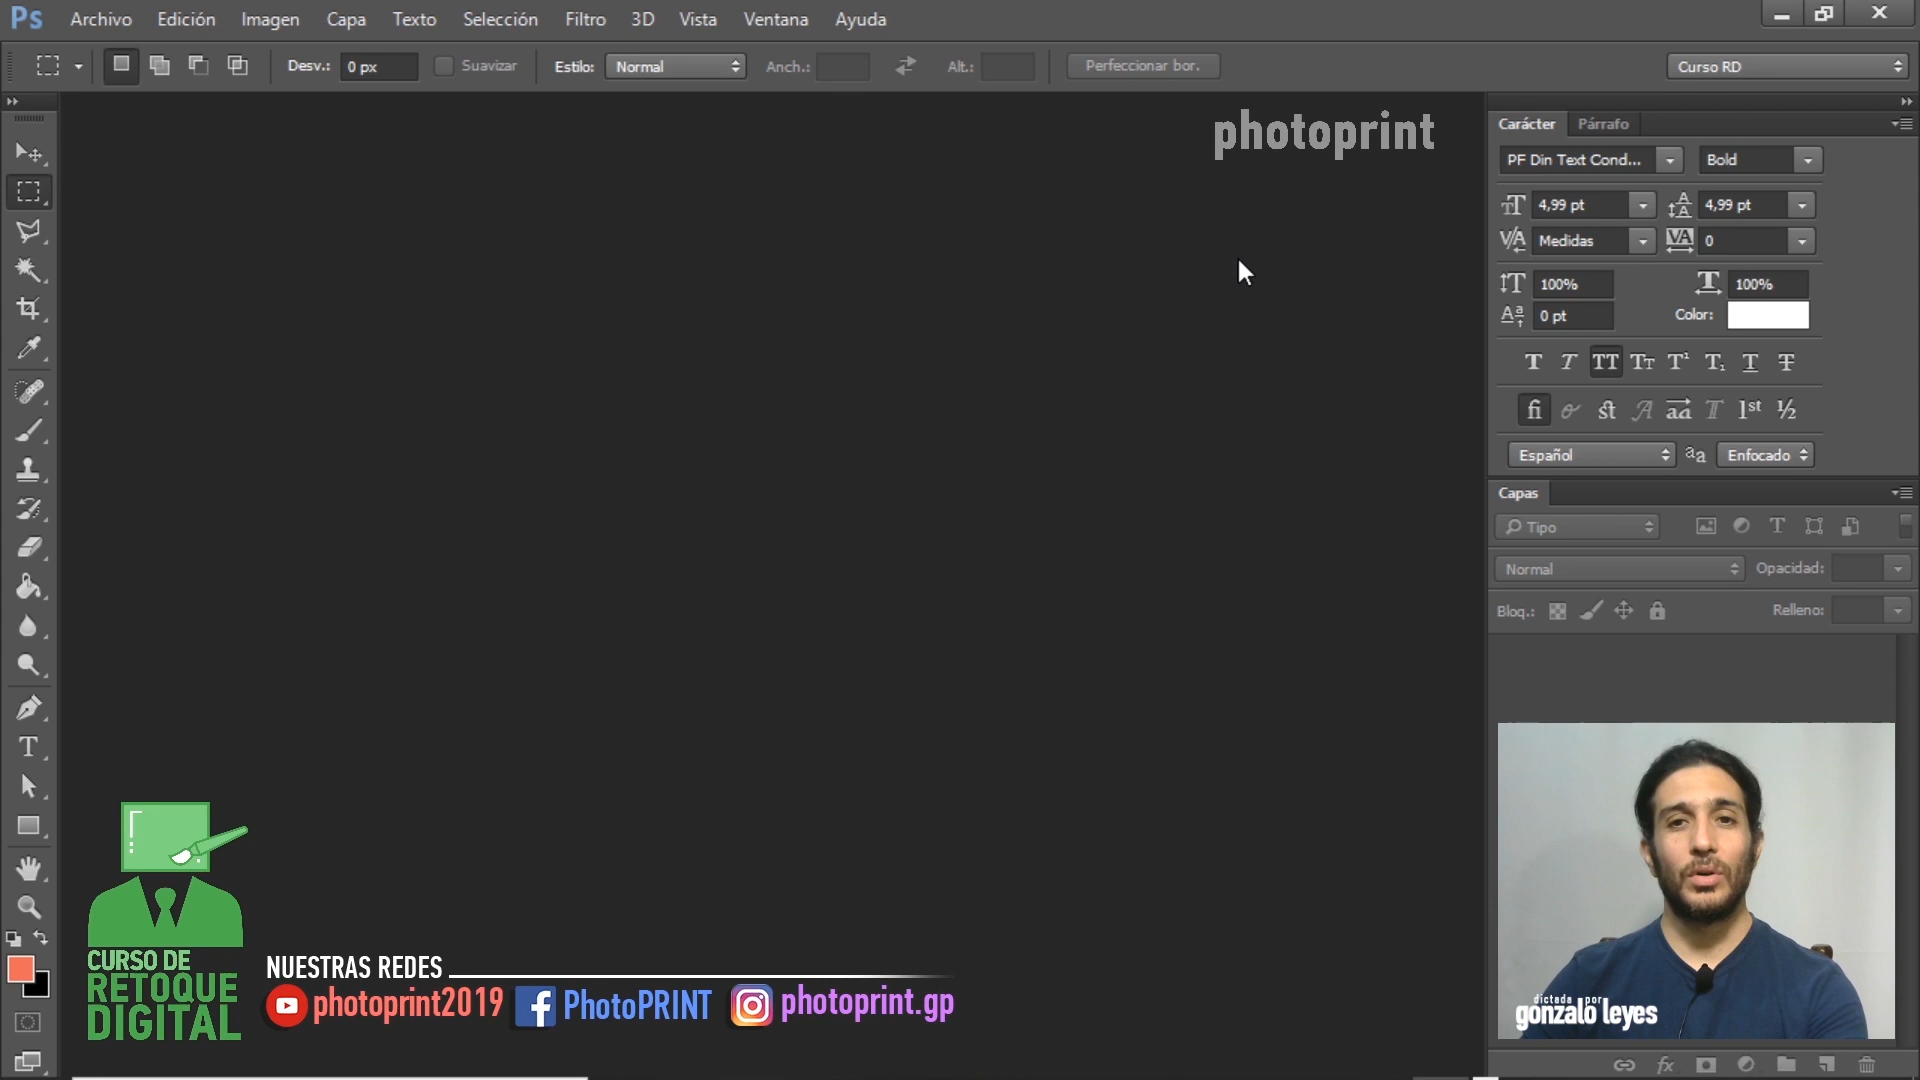 Ps Archivo Edición Imagen Capa Texto Selección Filtro 3D Vista Ventana Ayuda
Desv.: 0 px Suavizar Estilo: Normal Anch.: Alt.: Perfeccionar bor. Curso RD
photoprint
Carácter Párrafo
PF Din Text Cond... Bold
4,99 pt 4,99 pt
Medidas 0
100% 100%
0 pt Color:
Español Enfocado
Capas
Tipo
Normal Opacidad:
Bloq.: Relleno:
CURSO DE
RETOQUE
DIGITAL
NUESTRAS REDES
photoprint2019 PhotoPRINT photoprint.gp
dictada por
gonzalo leyes